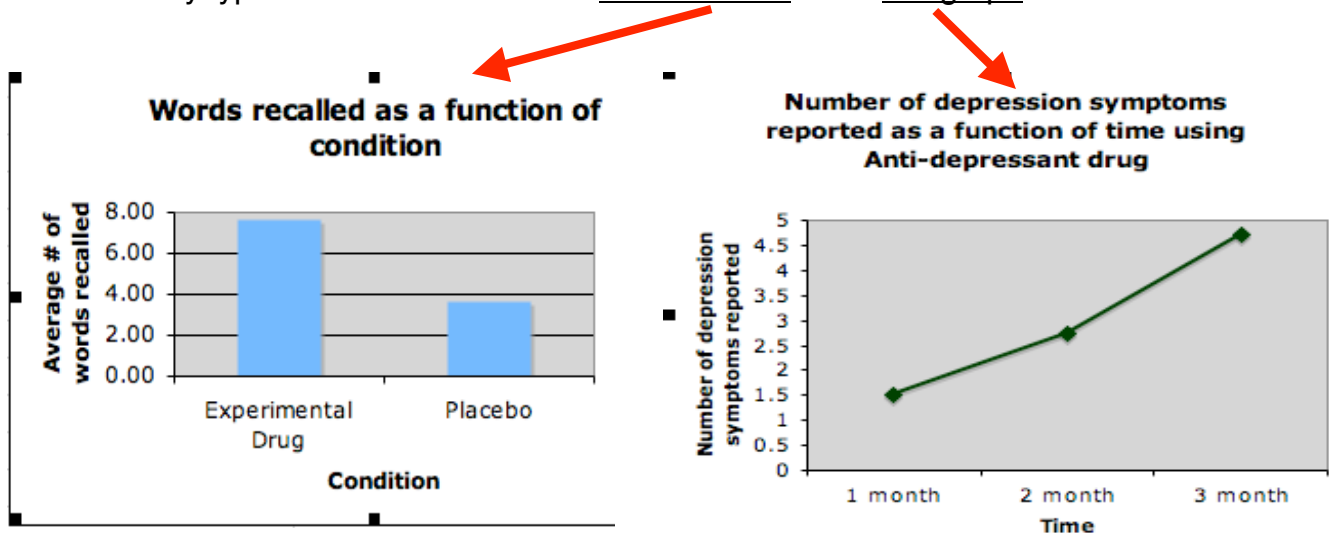 Words recalled as a function of
condition
Average # of
words recalled
8.00
6.00
4.00
2.00
0.00
Experimental
Drug
Placebo
Condition
Number of depression symptoms
reported as a function of time using
Anti-depressant drug
Number of depression
symptoms reported
5
4.5
4
3.5
3
2.5
2
1.5
1
0.5
0
1 month
2 month
3 month
Time